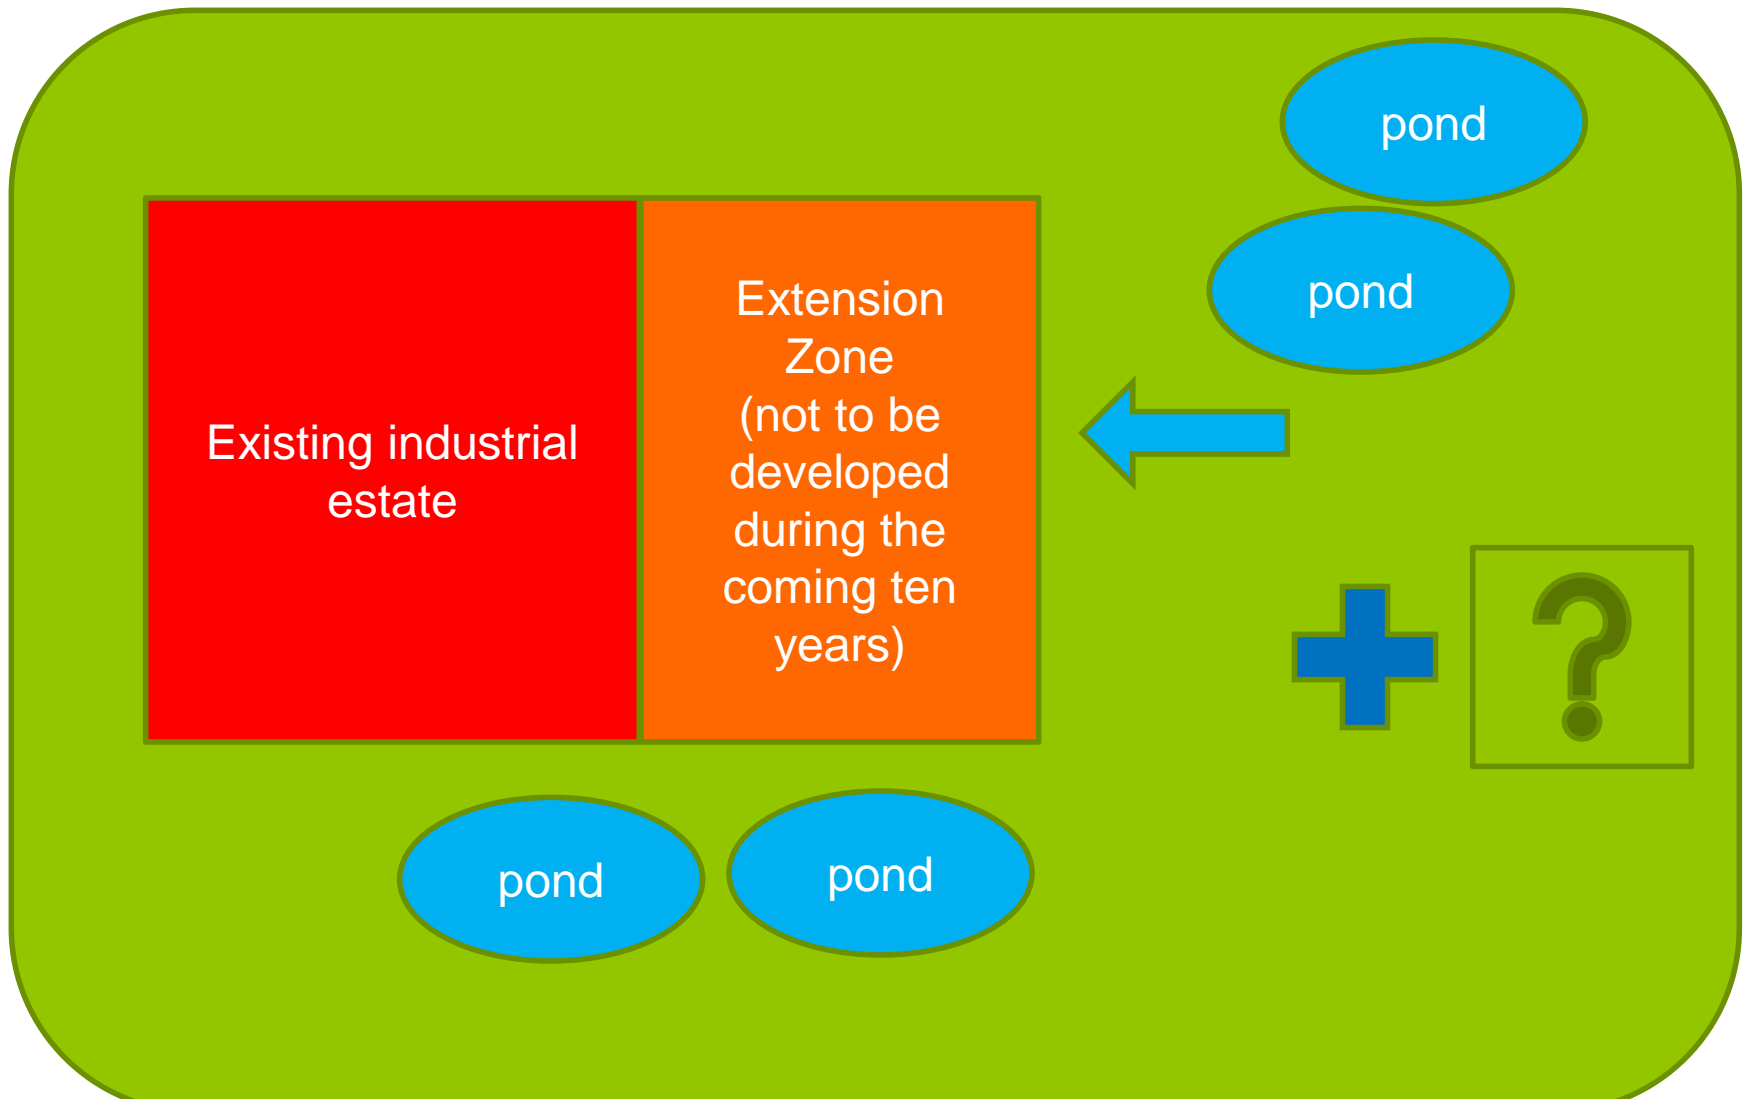 pond
pond
Existing industrial
estate
Extension
Zone
(not to be
developed
during the
coming ten
years)
pond
pond